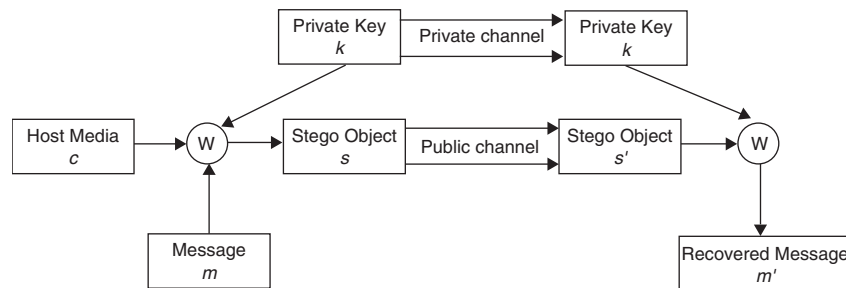 Private Key
k
Private channel
Private Key
k
Host Media
c
W
Stego Object
s
Public channel
Stego Object
s'
W
Message
m
Recovered Message
m'